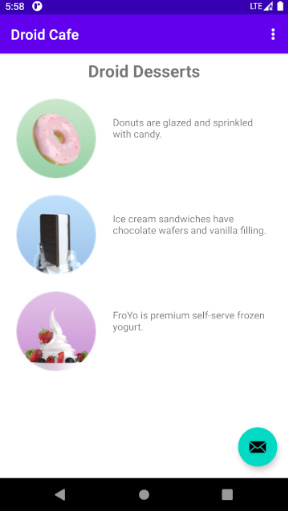 5:58
LTE
Droid Cafe
Droid Desserts
Donuts are glazed and sprinkled
with candy.
Ice cream sandwiches have
chocolate wafers and vanilla filling.
FroYo is premium self-serve frozen
yogurt.